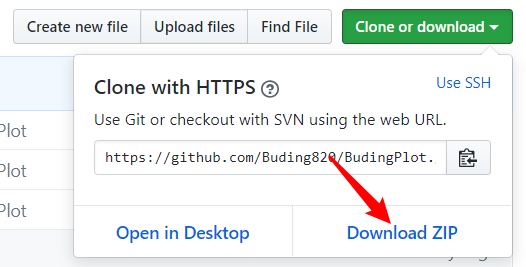 Create new file Upload files Find File Clone or download
Clone with HTTPS ?
Use SSH
Use Git or checkout with SVN using the web URL.
Plot
https://github.com/Buding820/BudingPlot.
Plot
Plot
Open in Desktop Download ZIP